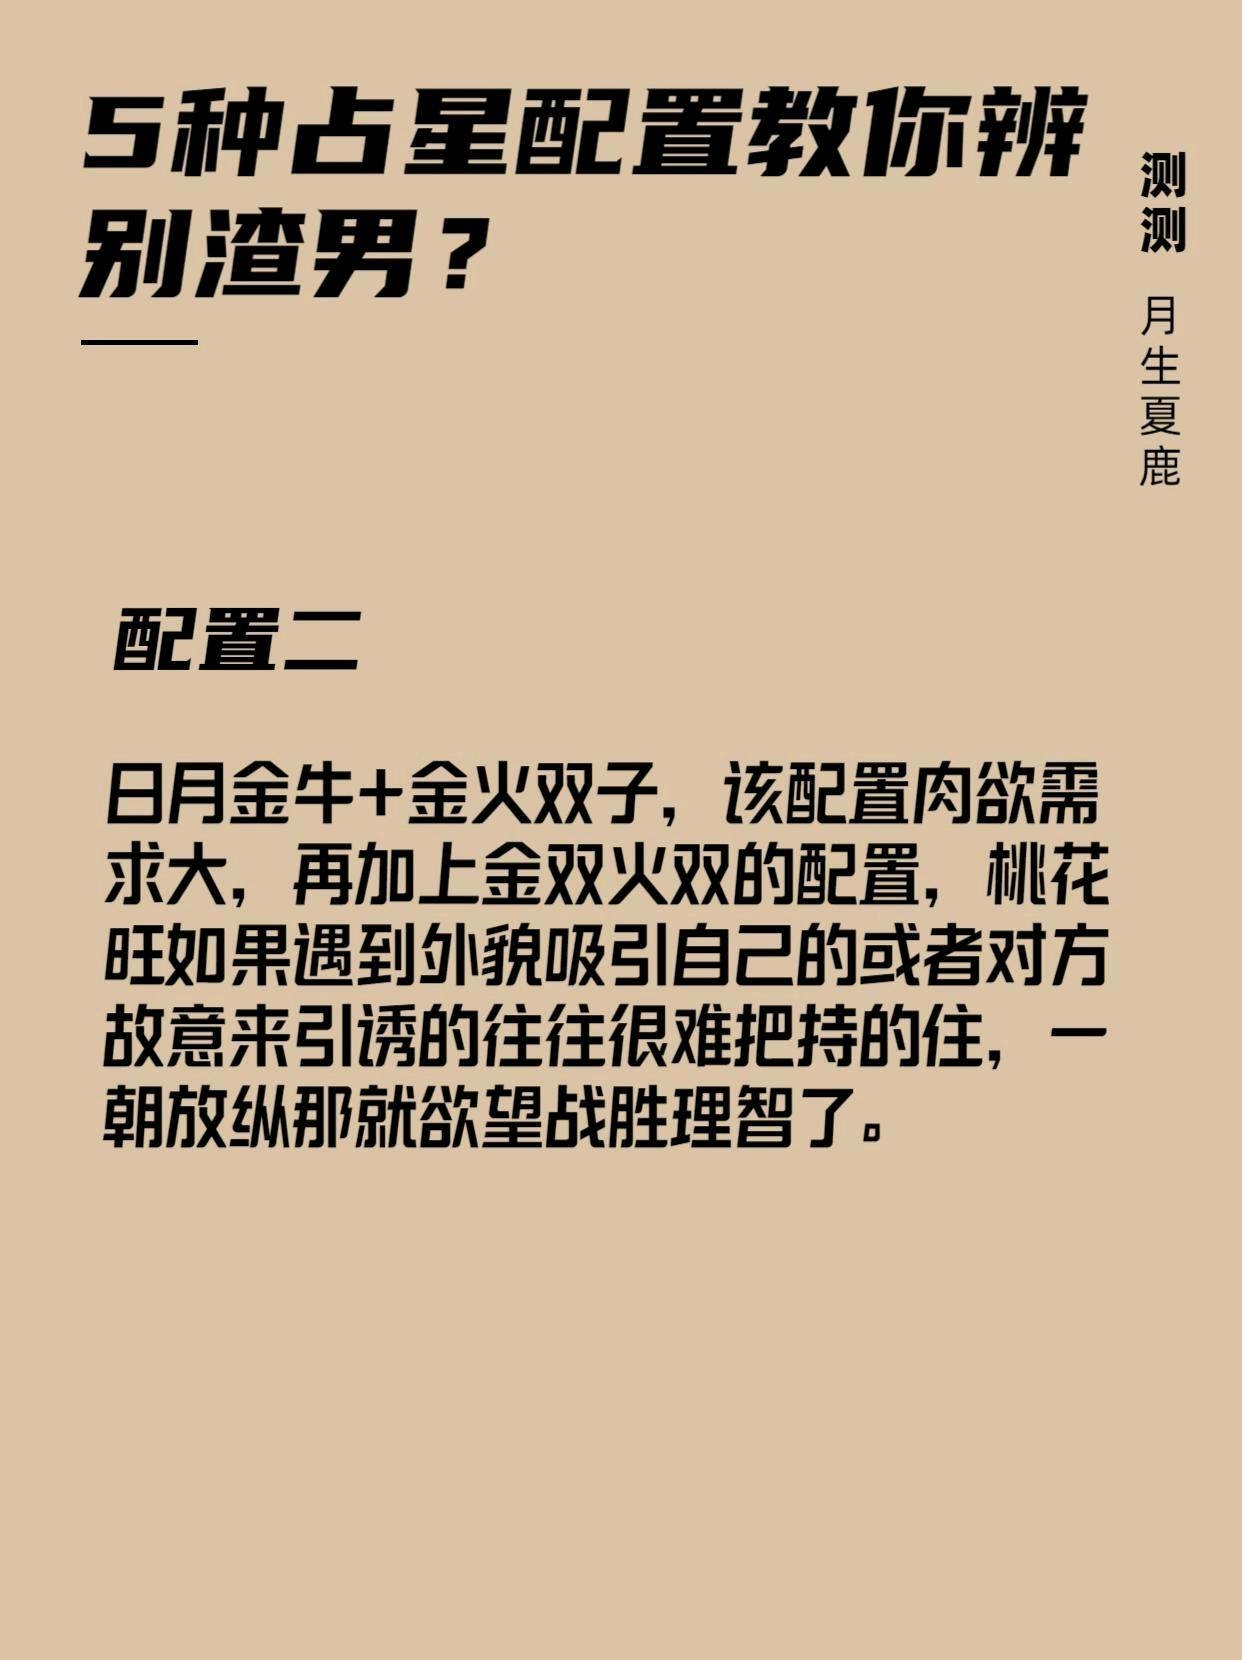 5种占星配置教你辨
别渣男？
测测 月生夏鹿
配置二
日月金牛+金火双子，该配置肉欲需
求大，再加上金双火双的配置，桃花
旺如果遇到外貌吸引自己的或者对方
故意来引诱的往往很难把持的住，一
朝放纵那就欲望战胜理智了。